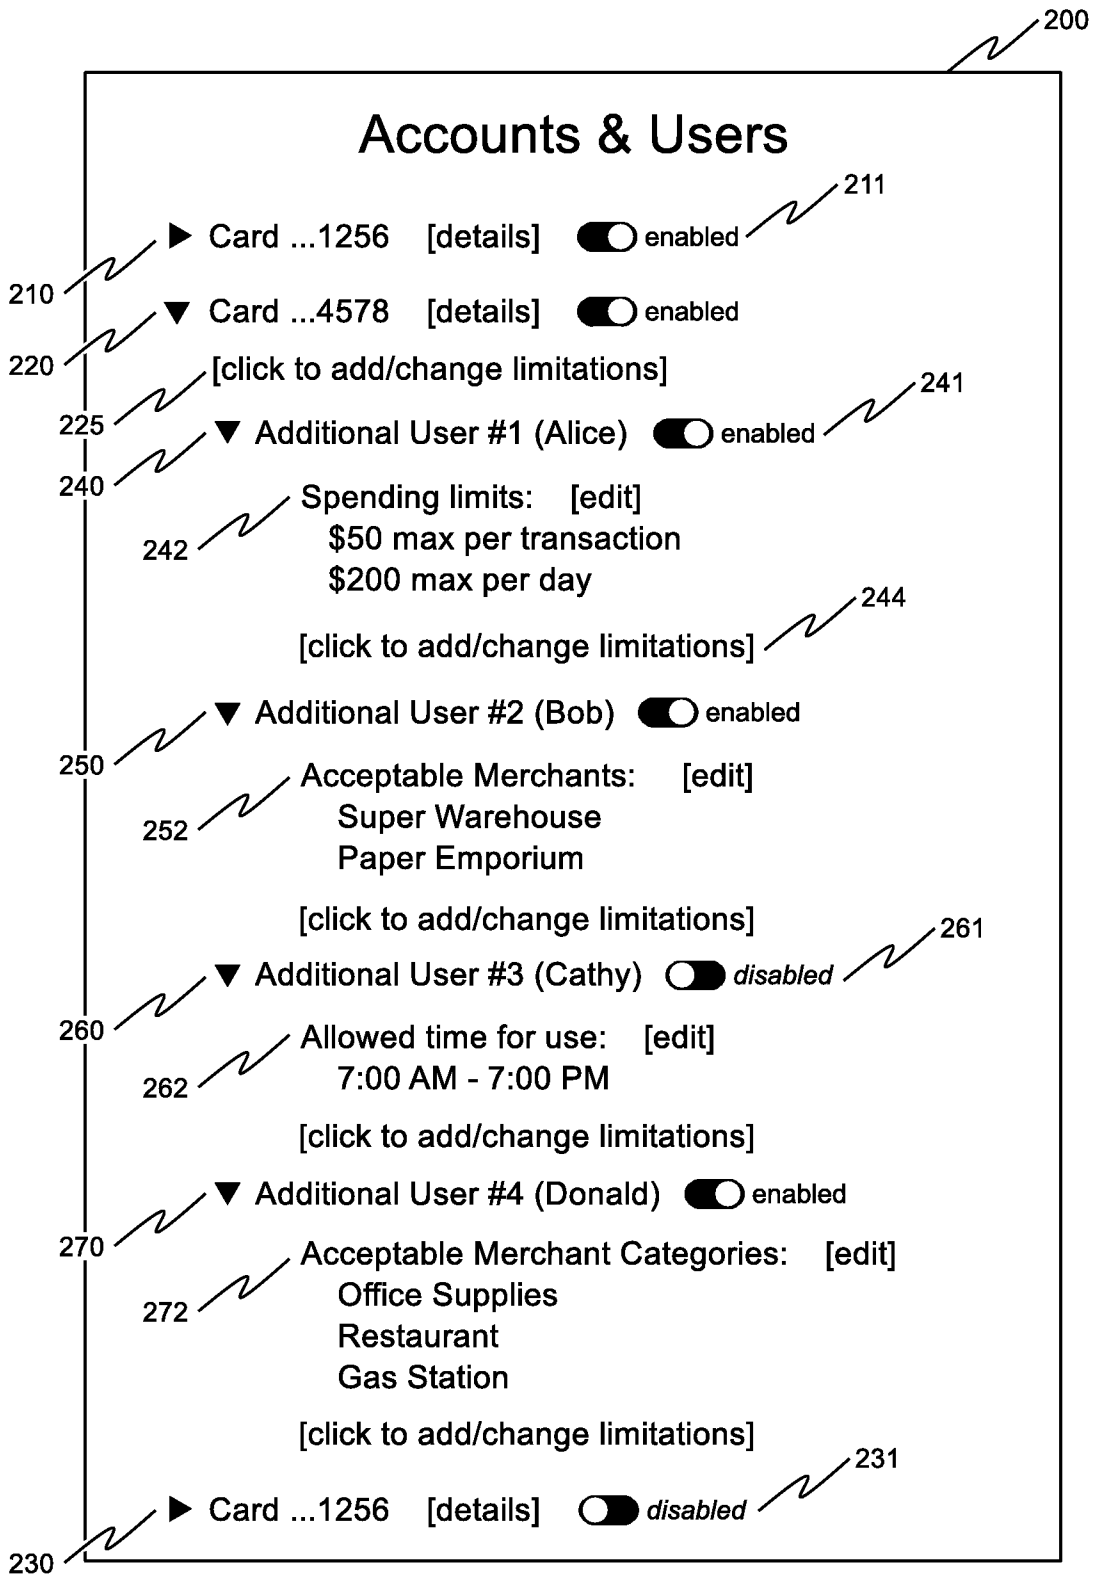 200
Accounts & Users
211
Card ...1256 [details] enabled
210
Card ...4578 [details] enabled
220
[click to add/change limitations]
241
225
Additional User #1 (Alice) enabled
240
Spending limits: [edit]
$50 max per transaction
242
$200 max per day
244
[click to add/change limitations]
Additional User #2 (Bob) enabled
250
Acceptable Merchants: [edit]
Super Warehouse
252
Paper Emporium
[click to add/change limitations]
261
Additional User #3 (Cathy) disabled
260
Allowed time for use: [edit]
7:00 AM - 7:00 PM
262
[click to add/change limitations]
Additional User #4 (Donald) enabled
270
Acceptable Merchant Categories: [edit]
Office Supplies
272
Restaurant
Gas Station
[click to add/change limitations]
231
Card ...1256 [details] disabled
230